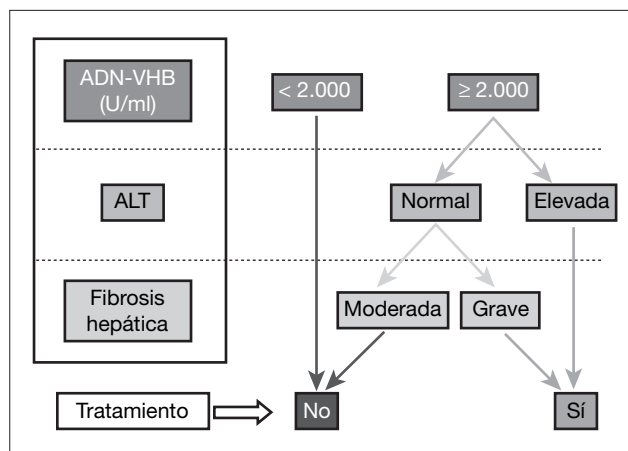 ADN-VHB
(U/ml)
< 2.000
≥ 2.000
ALT
Normal
Elevada
Fibrosis
hepática
Moderada
Grave
Tratamiento
No
Sí